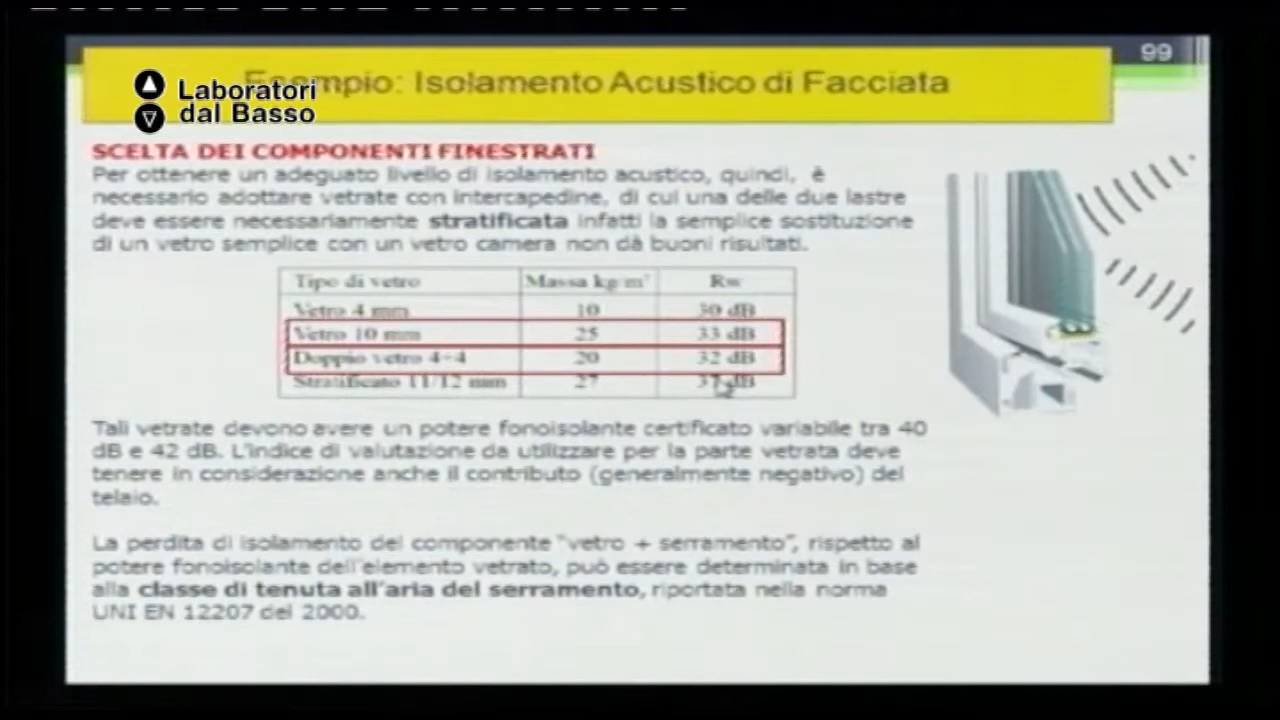 99
Esempio: Isolamento Acustico di Facciata
Laboratori
dal Basso
SCELTA DEI COMPONENTI FINESTRATI
Per ottenere un adeguato livello di isolamento acustico, quindi, è
necessario adottare vetrate con intercapedine, di cui una delle due lastre
deve essere necessariamente stratificata infatti la semplice sostituzione
di un vetro semplice con un vetro camera non dà buoni risultati.
Tipo di vetro Massa kg/m² Rw
Vetro 4 mm 10 30 dB
Vetro 10 mm 25 33 dB
Doppio vetro 4+4 20 32 dB
Stratificato 11/12 mm 27 37 dB
Tali vetrate devono avere un potere fonoisolante certificato variabile tra 40
dB e 42 dB. L'indice di valutazione da utilizzare per la parte vetrata deve
tenere in considerazione anche il contributo (generalmente negativo) del
telaio.
La perdita di isolamento del componente "vetro + serramento", rispetto al
potere fonoisolante dell'elemento vetrato, può essere determinata in base
alla classe di tenuta all'aria del serramento, riportata nella norma
UNI EN 12207 del 2000.